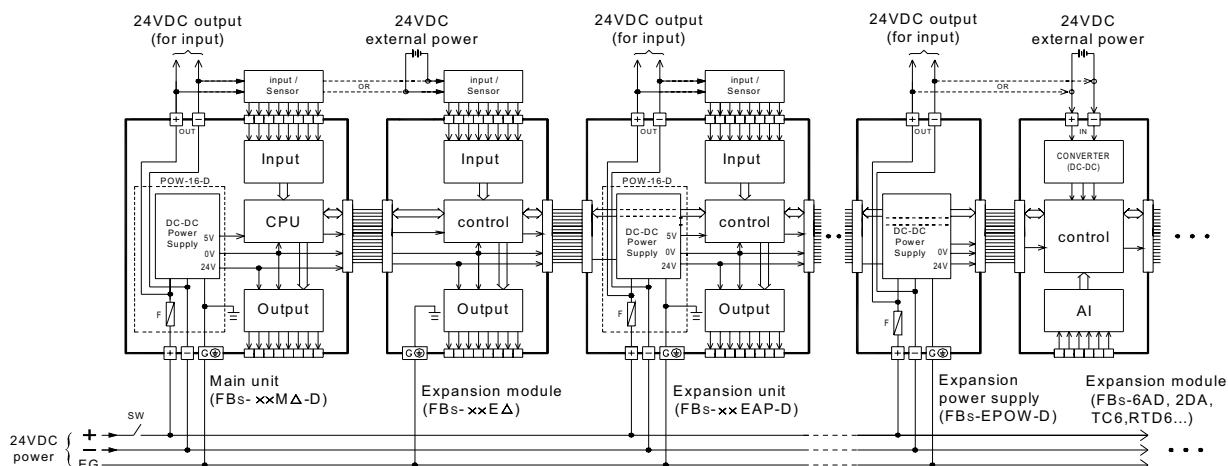 24VDC output
(for input)
24VDC
external power
24VDC output
(for input)
24VDC output
(for input)
24VDC
external power
input /
Sensor
OR
input /
Sensor
input /
Sensor
OR
+ −
OUT
+ −
OUT
+ −
OUT
+ −
IN
Input
Input
Input
CONVERTER
(DC-DC)
POW-16-D
POW-16-D
DC-DC
Power
Supply
5V
0V
24V
CPU
control
DC-DC
Power
Supply
5V
0V
24V
control
DC-DC
Power
Supply
5V
0V
24V
control
F
Output
Output
F
Output
F
AI
+ − G
G
+ − G
+ − G
Main unit
(FBs-××M∆-D)
Expansion module
(FBs-××E∆)
Expansion unit
(FBs-××EAP-D)
Expansion
power supply
(FBs-EPOW-D)
Expansion module
(FBs-6AD, 2DA,
TC6,RTD6...)
SW
24VDC
power
+
−
EG